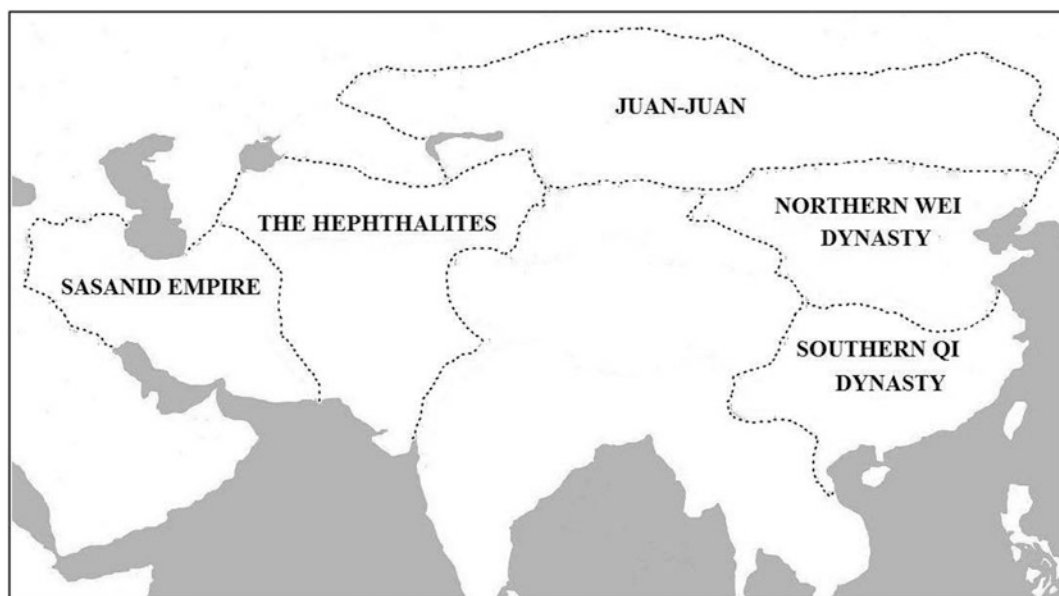 JUAN-JUAN
NORTHERN WEI
DYNASTY
THE HEPHTHALITES
SASANID EMPIRE
SOUTHERN QI
DYNASTY